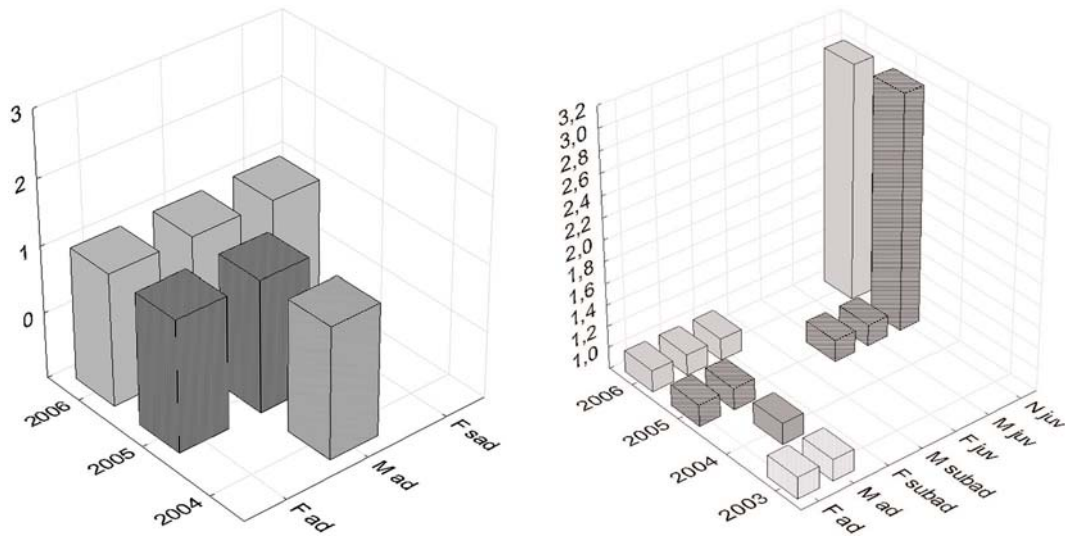 3
2
1
0
2006
2005
2004
F ad
M ad
F sad
3,2
3,0
2,8
2,6
2,4
2,2
2,0
1,8
1,6
1,4
1,2
1,0
2006
2005
2004
2003
F ad
M ad
F subad
M subad
F juv
M juv
N juv